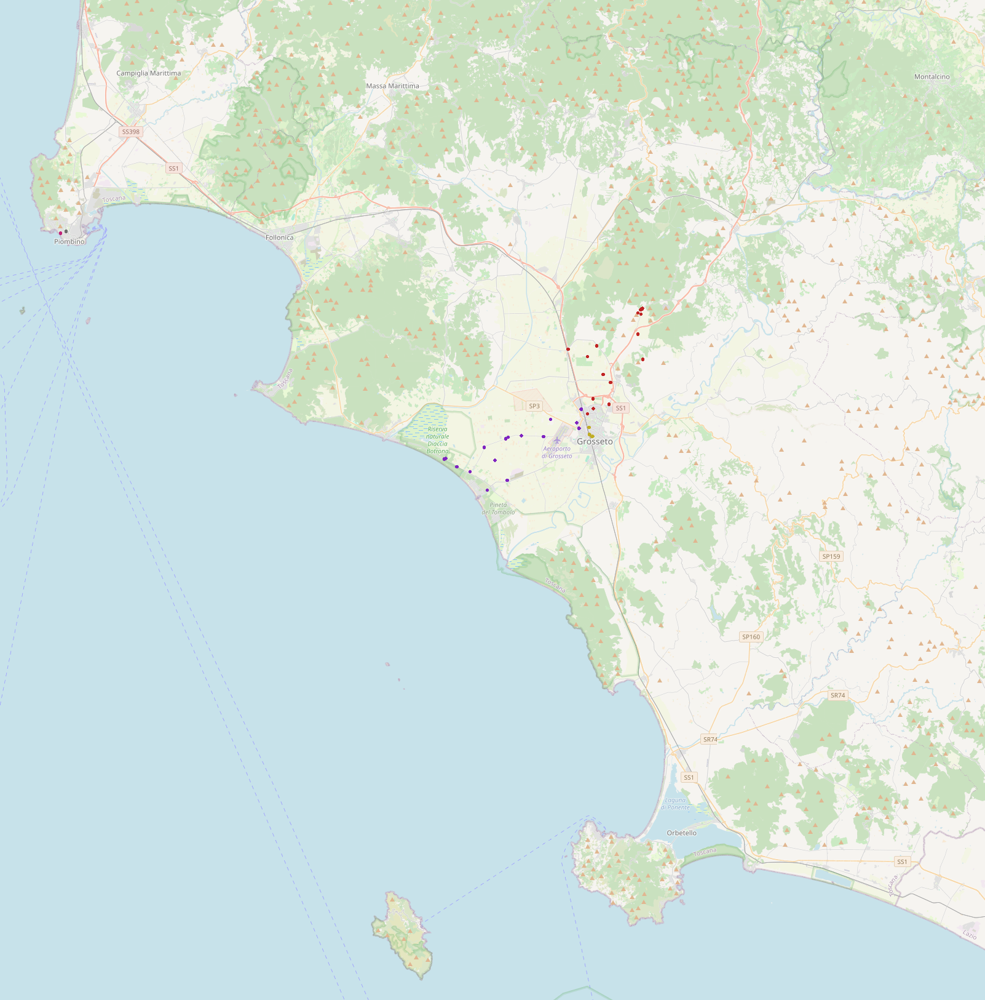 Campiglia Marittima
Massa Marittima
Montalcino
SS398
SS1
Toscana
Piombino
Follonica
Toscana
SP3
SS1
Riserva
naturale
Diaccia
Botrona
Grosseto
Aeroporto
di Grosseto
Pineta
del Tombolo
SP159
Toscana
SP160
SR74
SR74
SS1
Laguna
di Ponente
Orbetello
Toscana
SS1
Toscana
Lazio